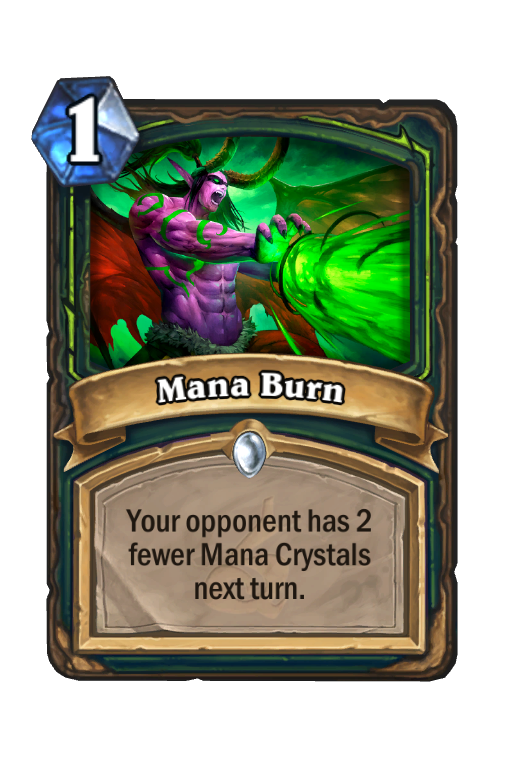 1
Mana Burn
Your opponent has 2
fewer Mana Crystals
next turn.